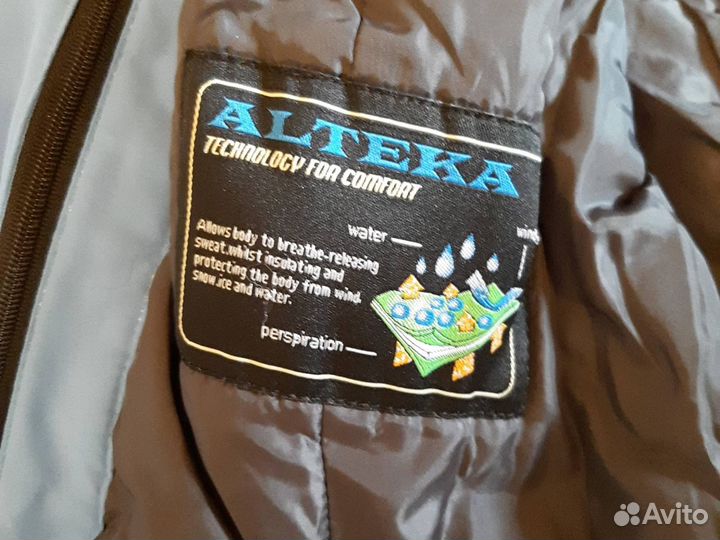 ALTEKA
TECHNOLOGY FOR COMFORT
water
wind
Allows body to breathe-releasing
sweat.whilst insulating and
protecting the body from wind.
snow.ice and water.
perspiration
Avito